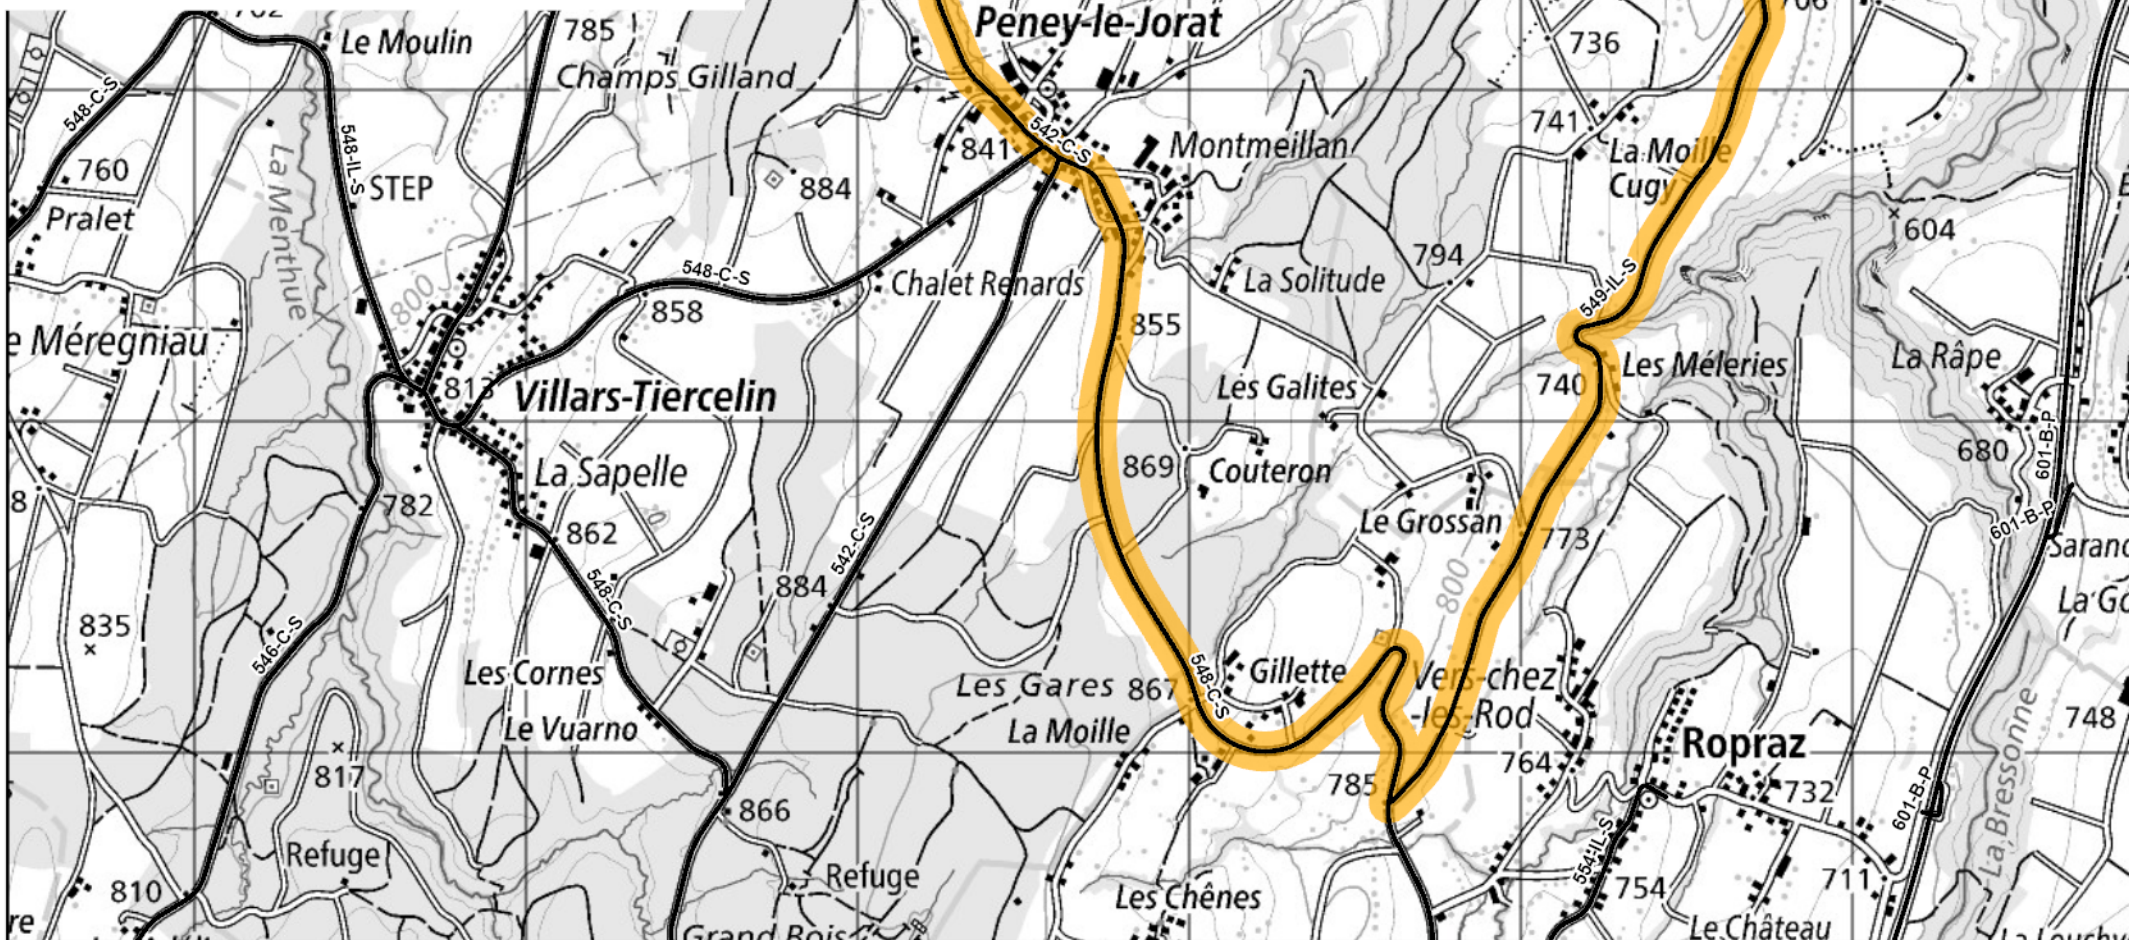 785
Peney-le-Jorat
Le Moulin
736
Champs Gilland
548-C-S
548-IL-S
542-C-S
741
841
Montmeillan
La Moille
Cugy
760
STEP
884
Pralet
La Menthue
604
794
548-C-S
Chalet Renards
La Solitude
549-IL-S
800
858
855
e Méregniau
Les Méleries
La Râpe
813
Villars-Tiercelin
Les Galites
740
601-B-P
680
La Sapelle
869
Couteron
8
782
862
542-C-S
Le Grossan
773
601-B-P
Saranc
884
548-C-S
800
La Go
835
546-C-S
Les Cornes
Les Gares
867
548-C-S
Gillette
Vers-chez
-les-Rod
748
Le Vuarno
La Moille
Ropraz
817
785
764
732
601-B-P
La Bressonne
866
Refuge
Refuge
554-IL-S
754
711
810
Les Chênes
re
Grand Bois
Le Château